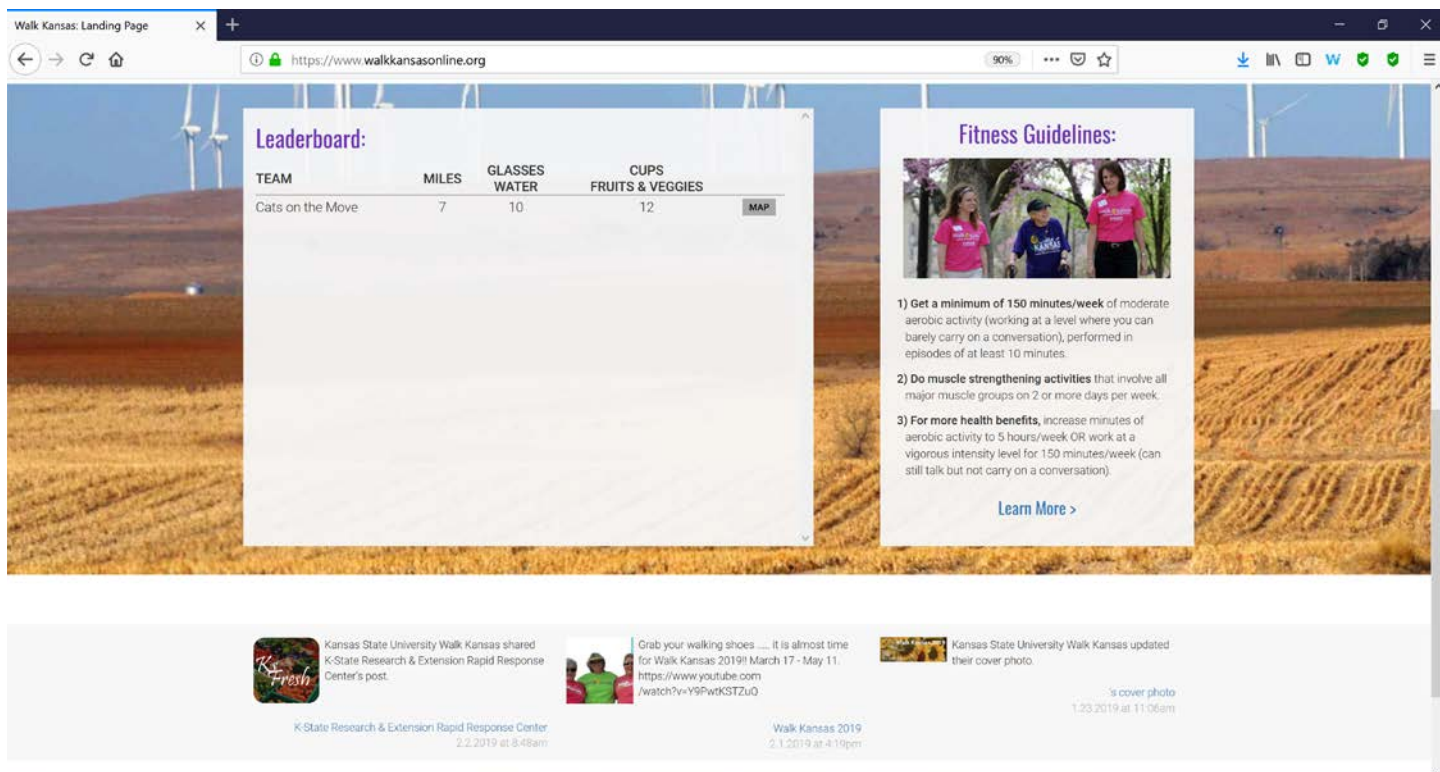 Walk Kansas: Landing Page
https://www.walkkansasonline.org
90%
Leaderboard:
TEAM MILES GLASSES WATER CUPS FRUITS & VEGGIES
Cats on the Move 7 10 12 MAP
Fitness Guidelines:
1) Get a minimum of 150 minutes/week of moderate
aerobic activity (working at a level where you can
barely carry on a conversation), performed in
episodes of at least 10 minutes.
2) Do muscle strengthening activities that involve all
major muscle groups on 2 or more days per week.
3) For more health benefits, increase minutes of
aerobic activity to 5 hours/week OR work at a
vigorous intensity level for 150 minutes/week (can
still talk but not carry on a conversation).
Learn More >
Ks Fresh
Kansas State University Walk Kansas shared
K-State Research & Extension Rapid Response
Center's post.
K-State Research & Extension Rapid Response Center
2.2.2019 at 8:48am
Grab your walking shoes ..... it is almost time
for Walk Kansas 2019!! March 17 - May 11.
https://www.youtube.com
/watch?v=Y9PwtKSTZuQ
Walk Kansas 2019
2.1.2019 at 4:19pm
Kansas State University Walk Kansas updated
their cover photo.
's cover photo
1.23.2019 at 11:06am